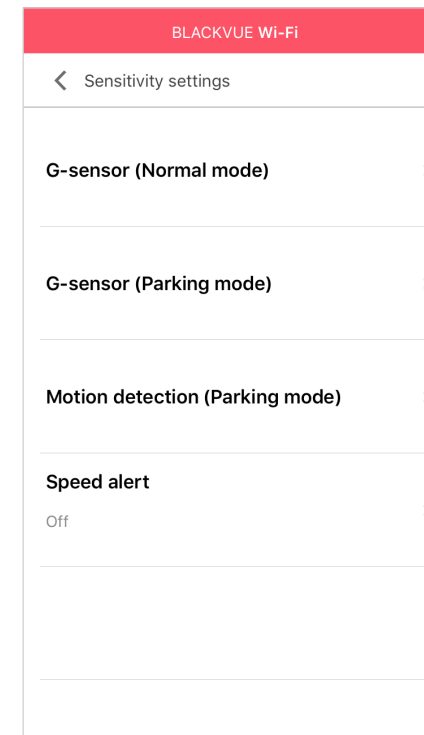 BLACKVUE Wi-Fi
Sensitivity settings
G-sensor (Normal mode)
G-sensor (Parking mode)
Motion detection (Parking mode)
Speed alert
Off